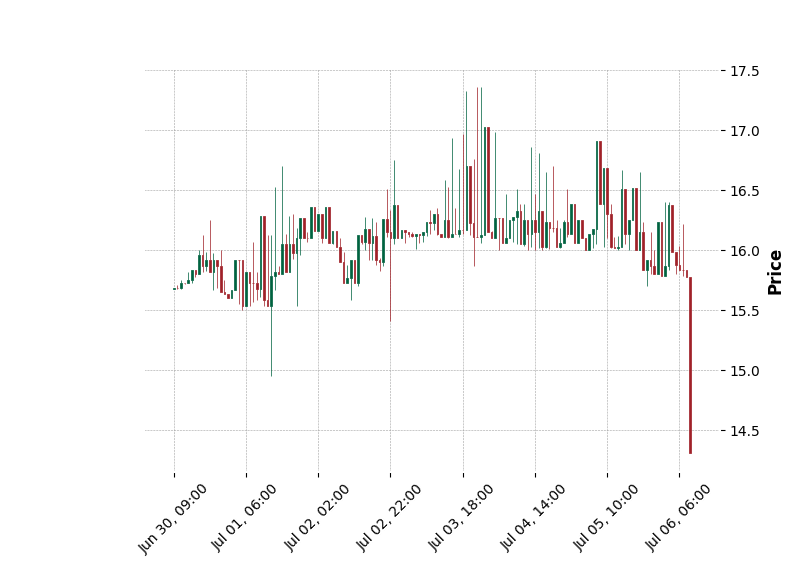 17.5
17.0
16.5
16.0
15.5
15.0
14.5
Price
Jun 30, 09:00
Jul 01, 06:00
Jul 02, 02:00
Jul 02, 22:00
Jul 03, 18:00
Jul 04, 14:00
Jul 05, 10:00
Jul 06, 06:00